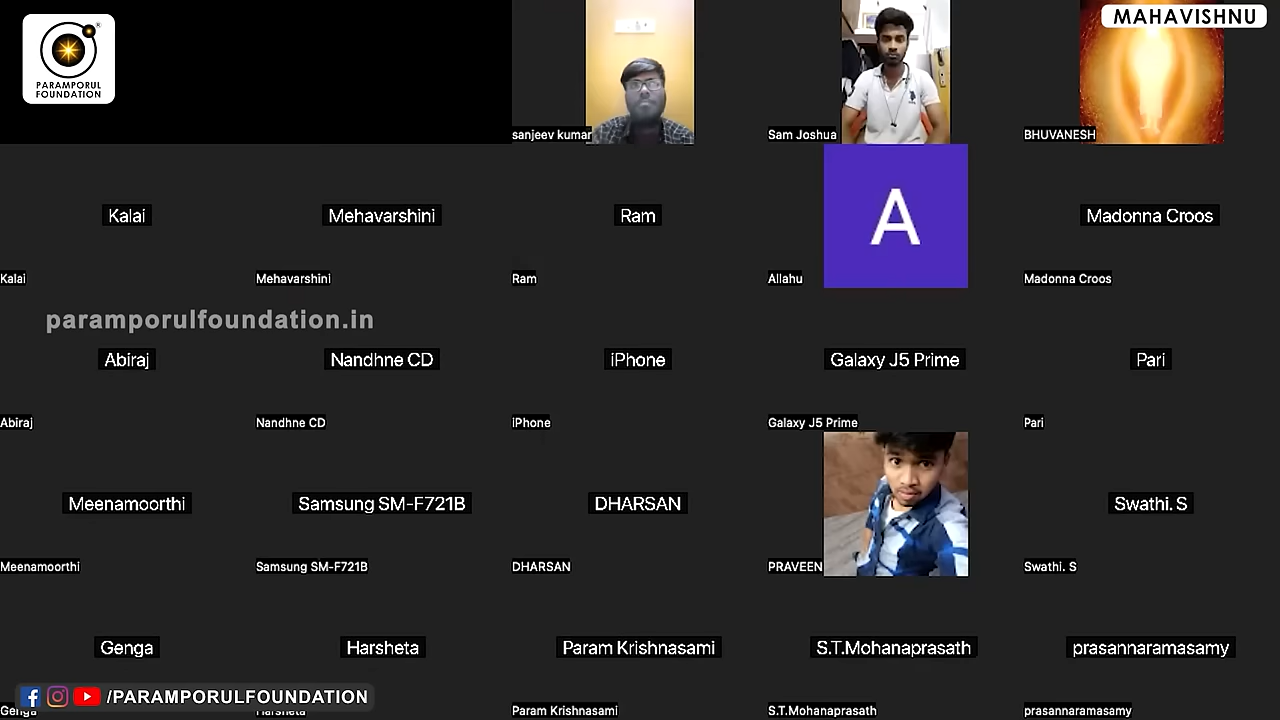 PARAMPORUL
FOUNDATION
®
MAHAVISHNU
sanjeev kumar
Sam Joshua
BHUVANESH
Kalai
Mehavarshini
Ram
A
Madonna Croos
Kalai
Mehavarshini
Ram
Allahu
Madonna Croos
paramporulfoundation.in
Abiraj
Nandhne CD
iPhone
Galaxy J5 Prime
Pari
Abiraj
Nandhne CD
iPhone
Galaxy J5 Prime
Pari
Meenamoorthi
Samsung SM-F721B
DHARSAN
Swathi. S
Meenamoorthi
Samsung SM-F721B
DHARSAN
PRAVEEN
Swathi. S
Genga
Harsheta
Param Krishnasami
S.T.Mohanaprasath
prasannaramasamy
/PARAMPORULFOUNDATION
Genga
Harsheta
Param Krishnasami
S.T.Mohanaprasath
prasannaramasamy